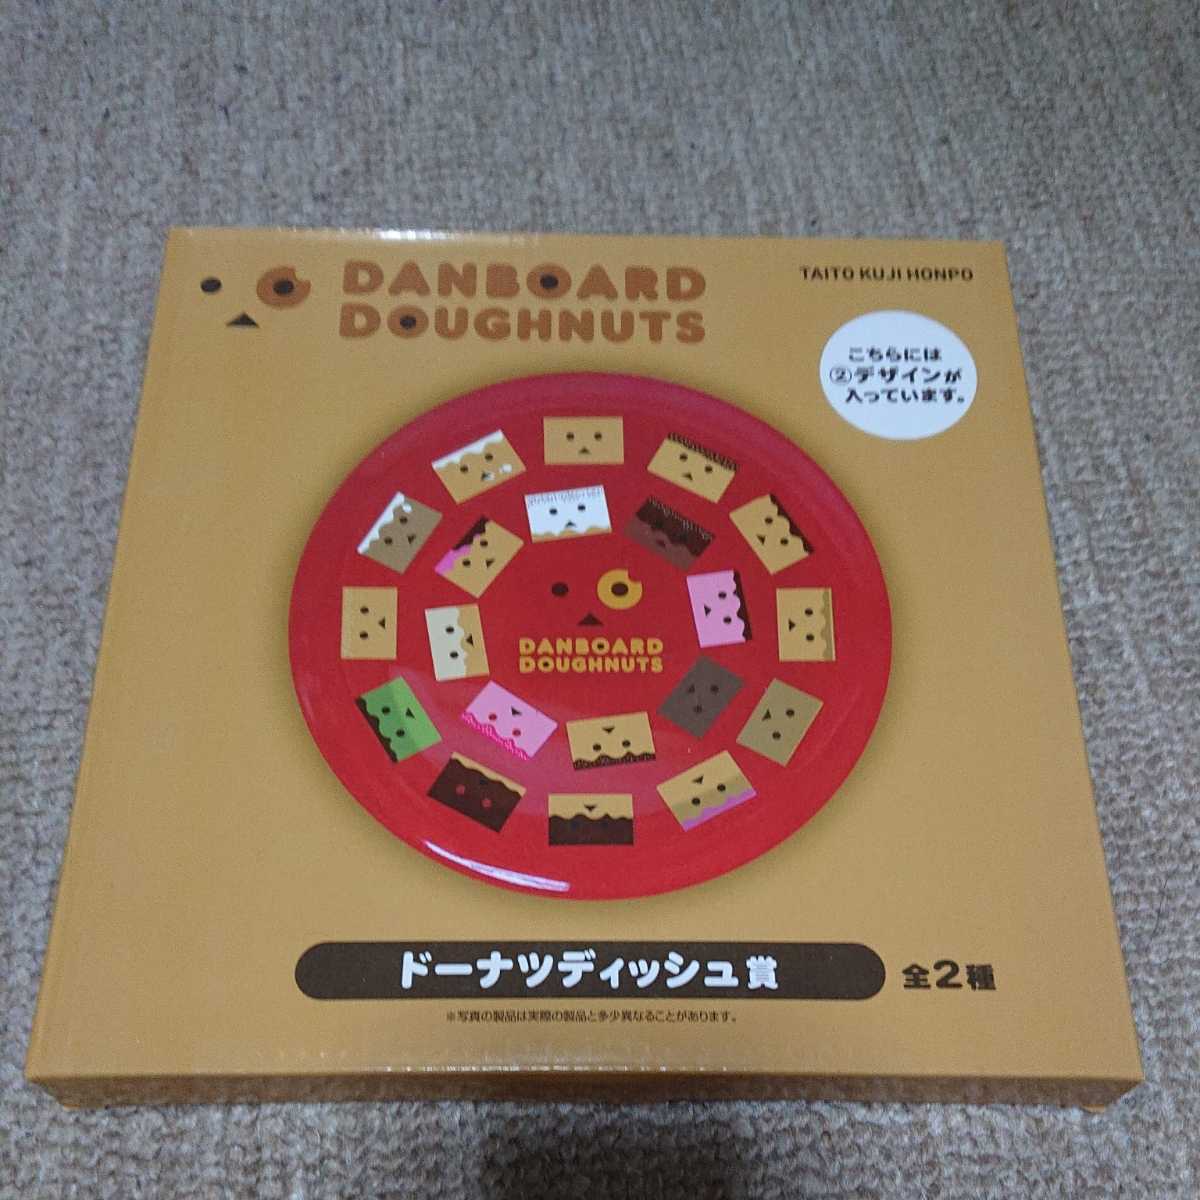 DANBOARD
DOUGHNUTS
TAITO KUJI HONPO
こちらには
②デザインが
入っています。
DANBOARD
DOUGHNUTS
ドーナツディッシュ賞
全2種
※写真の製品は実際の製品と多少異なることがあります。